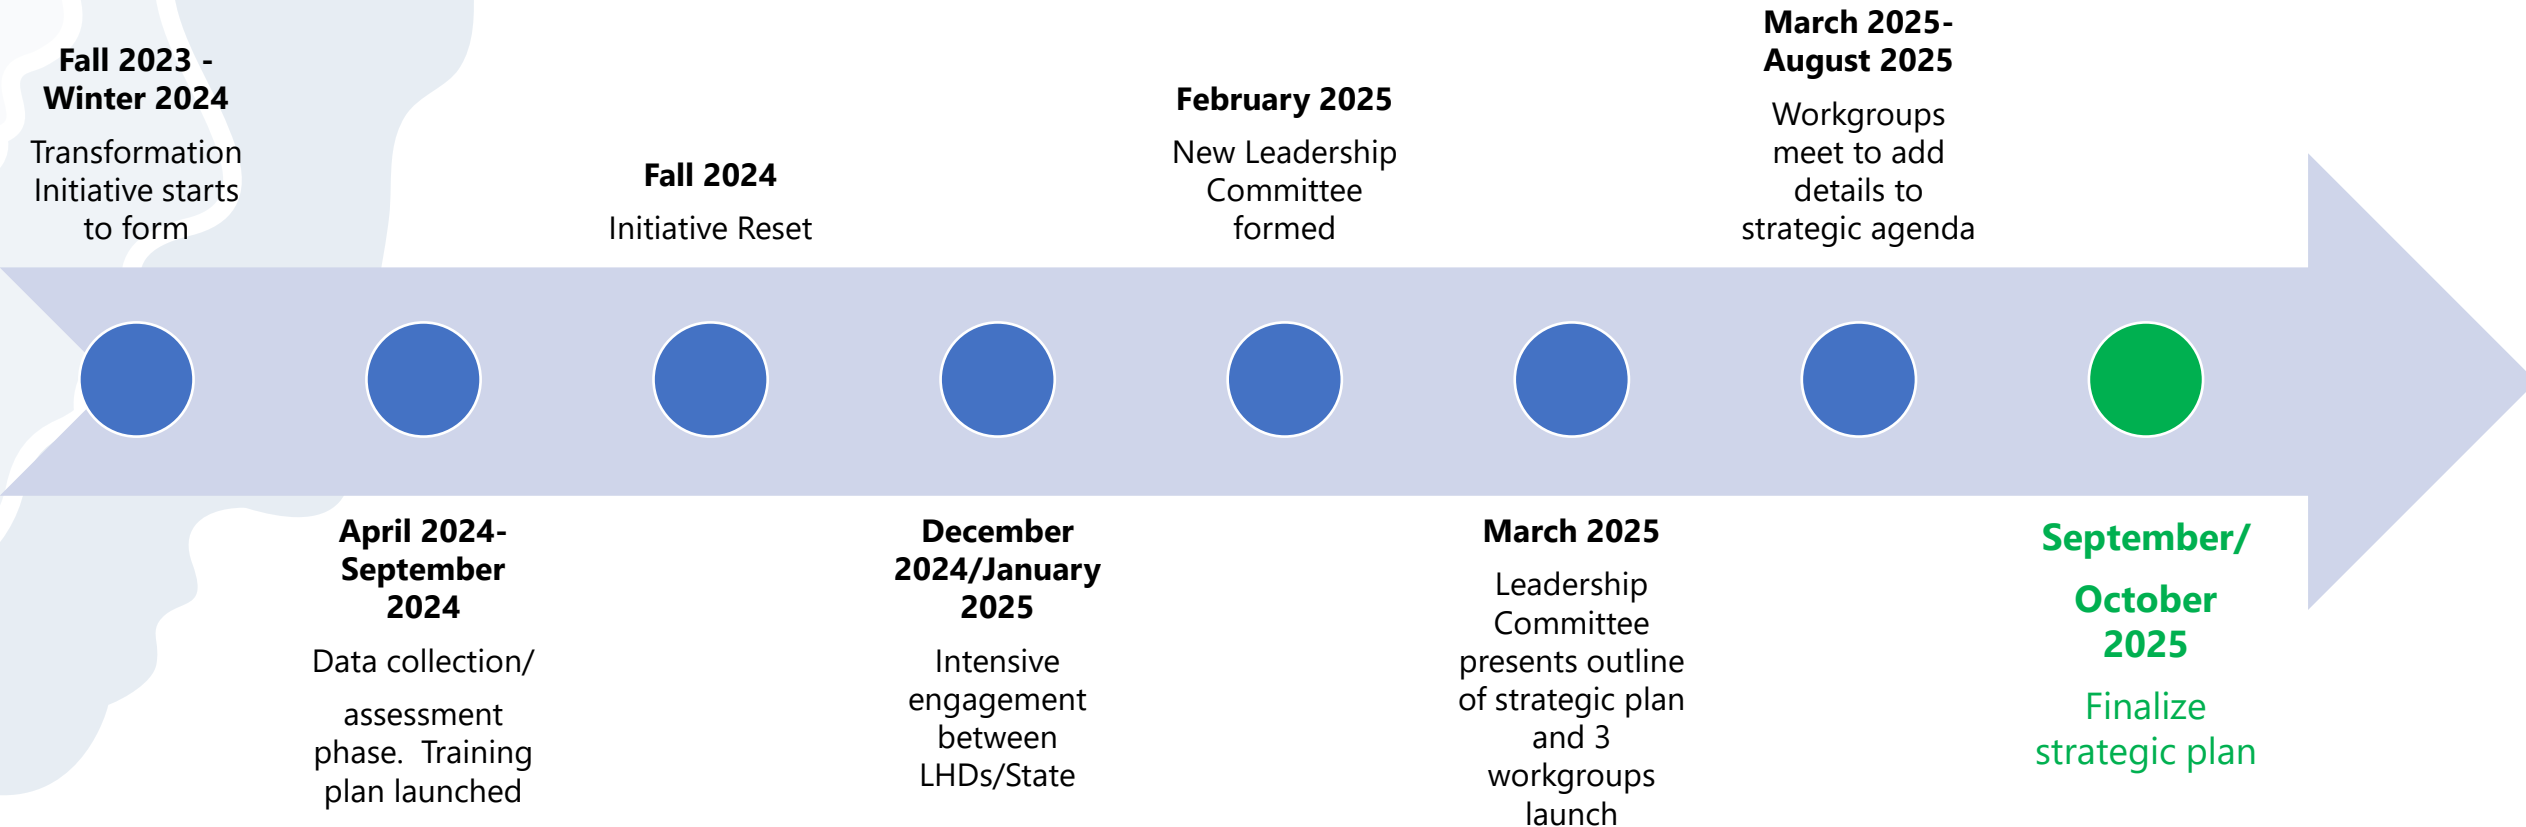 Fall 2023 -
Winter 2024
Transformation
Initiative starts
to form
April 2024-
September
2024
Data collection/
assessment
phase.  Training
plan launched
Fall 2024
Initiative Reset
December
2024/January
2025
Intensive
engagement
between
LHDs/State
February 2025
New Leadership
Committee
formed
March 2025
Leadership
Committee
presents outline
of strategic plan
and 3
workgroups
launch
March 2025-
August 2025
Workgroups
meet to add
details to
strategic agenda
September/
October
2025
Finalize
strategic plan